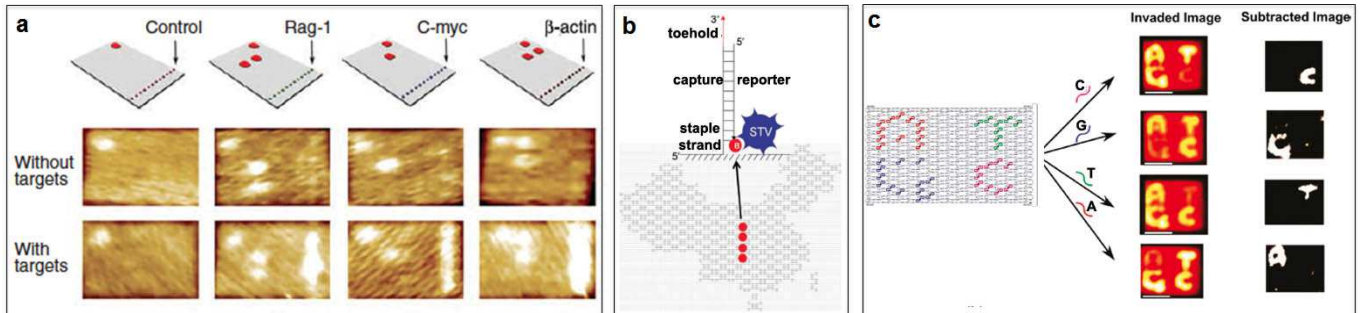 a
Control
Rag-1
C-myc
β-actin
Without
targets
With
targets
b
3'
toehold
5'
capture
reporter
staple
strand
STV
B
5'
c
Invaded Image
Subtracted Image
C
G
T
A
A T
G C
A T
G C
A T
G C
A T
G C
C
G
T
A